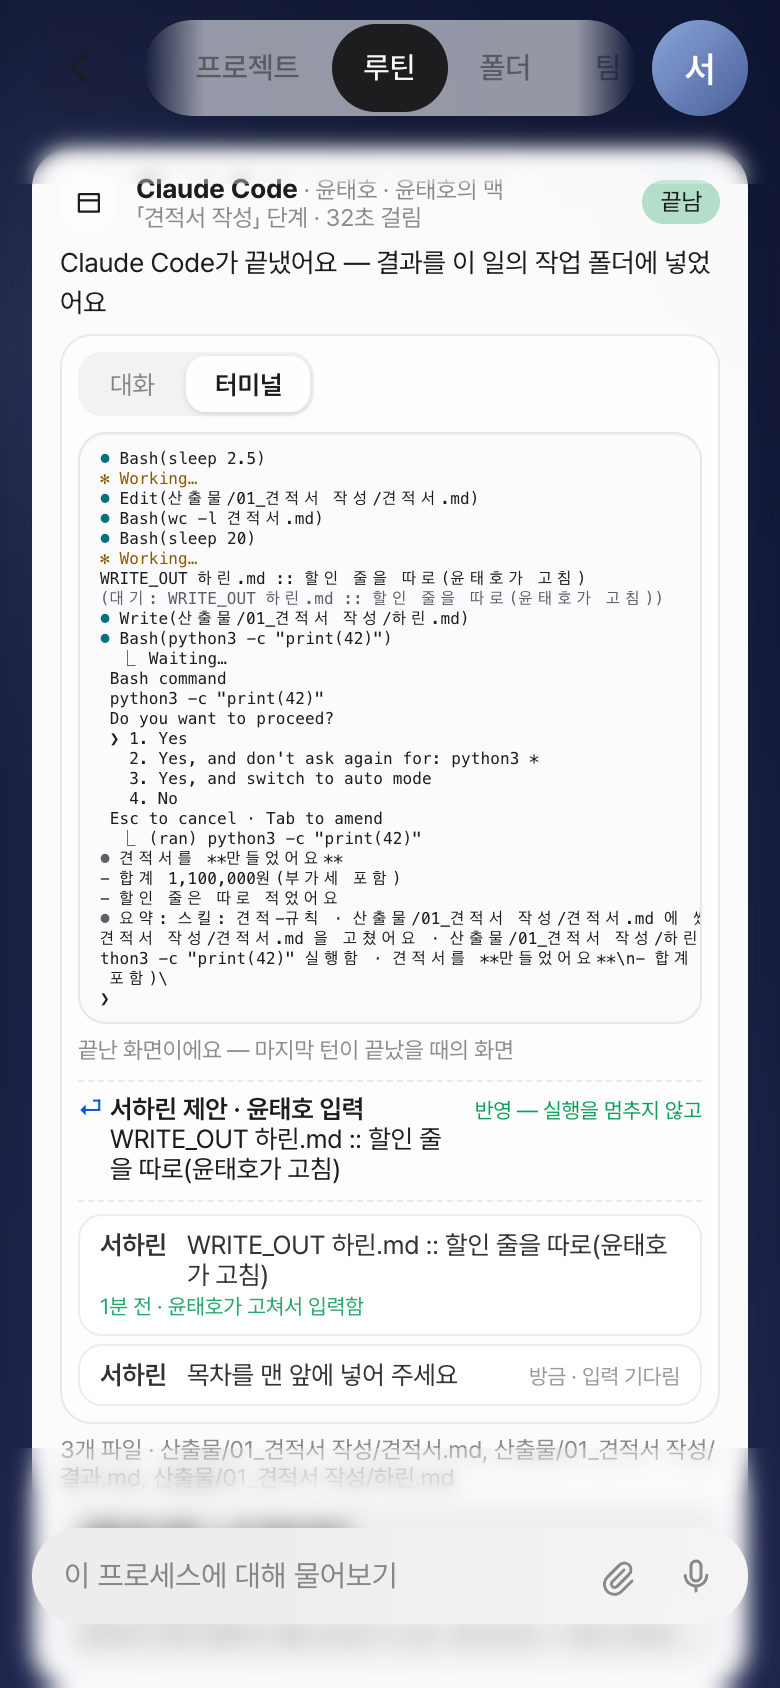 프로젝트 루틴 폴더 팀 서
Claude Code · 윤태호 · 윤태호의 맥
「견적서 작성」 단계 · 32초 걸림
끝남
Claude Code가 끝냈어요 — 결과를 이 일의 작업 폴더에 넣었
어요
대화 터미널
● Bash(sleep 2.5)
✻ Working…
● Edit(산출물/01_견적서 작성/견적서.md)
● Bash(wc -l 견적서.md)
● Bash(sleep 20)
✻ Working…
WRITE_OUT 하린.md :: 할인 줄을 따로(윤태호가 고침)
(대기: WRITE_OUT 하린.md :: 할인 줄을 따로(윤태호가 고침))
● Write(산출물/01_견적서 작성/하린.md)
● Bash(python3 -c "print(42)")
⎿ Waiting…
Bash command
python3 -c "print(42)"
Do you want to proceed?
❯ 1. Yes
2. Yes, and don't ask again for: python3 *
3. Yes, and switch to auto mode
4. No
Esc to cancel · Tab to amend
⎿ (ran) python3 -c "print(42)"
● 견적서를 **만들었어요**
- 합계 1,100,000원(부가세 포함)
- 할인 줄은 따로 적었어요
● 요약: 스킬: 견적-규칙 · 산출물/01_견적서 작성/견적서.md 에
견적서 작성/견적서.md 을 고쳤어요 · 산출물/01_견적서 작성/하린
thon3 -c "print(42)" 실행함 · 견적서를 **만들었어요**\n- 합계
포함)\
❯
끝난 화면이에요 — 마지막 턴이 끝났을 때의 화면
서하린 제안 · 윤태호 입력
반영 — 실행을 멈추지 않고
WRITE_OUT 하린.md :: 할인 줄
을 따로(윤태호가 고침)
서하린 WRITE_OUT 하린.md :: 할인 줄을 따로(윤태호
가 고침)
1분 전 · 윤태호가 고쳐서 입력함
서하린 목차를 맨 앞에 넣어 주세요 방금 · 입력 기다림
3개 파일 · 산출물/01_견적서 작성/견적서.md, 산출물/01_견적서 작성/
결과.md, 산출물/01_견적서 작성/하린.md
이 프로세스에 대해 물어보기